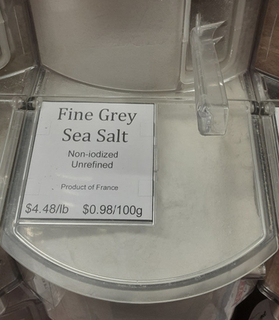 Fine Grey
Sea Salt
Non-iodized
Unrefined
Product of France
$4.48/lb $0.98/100g